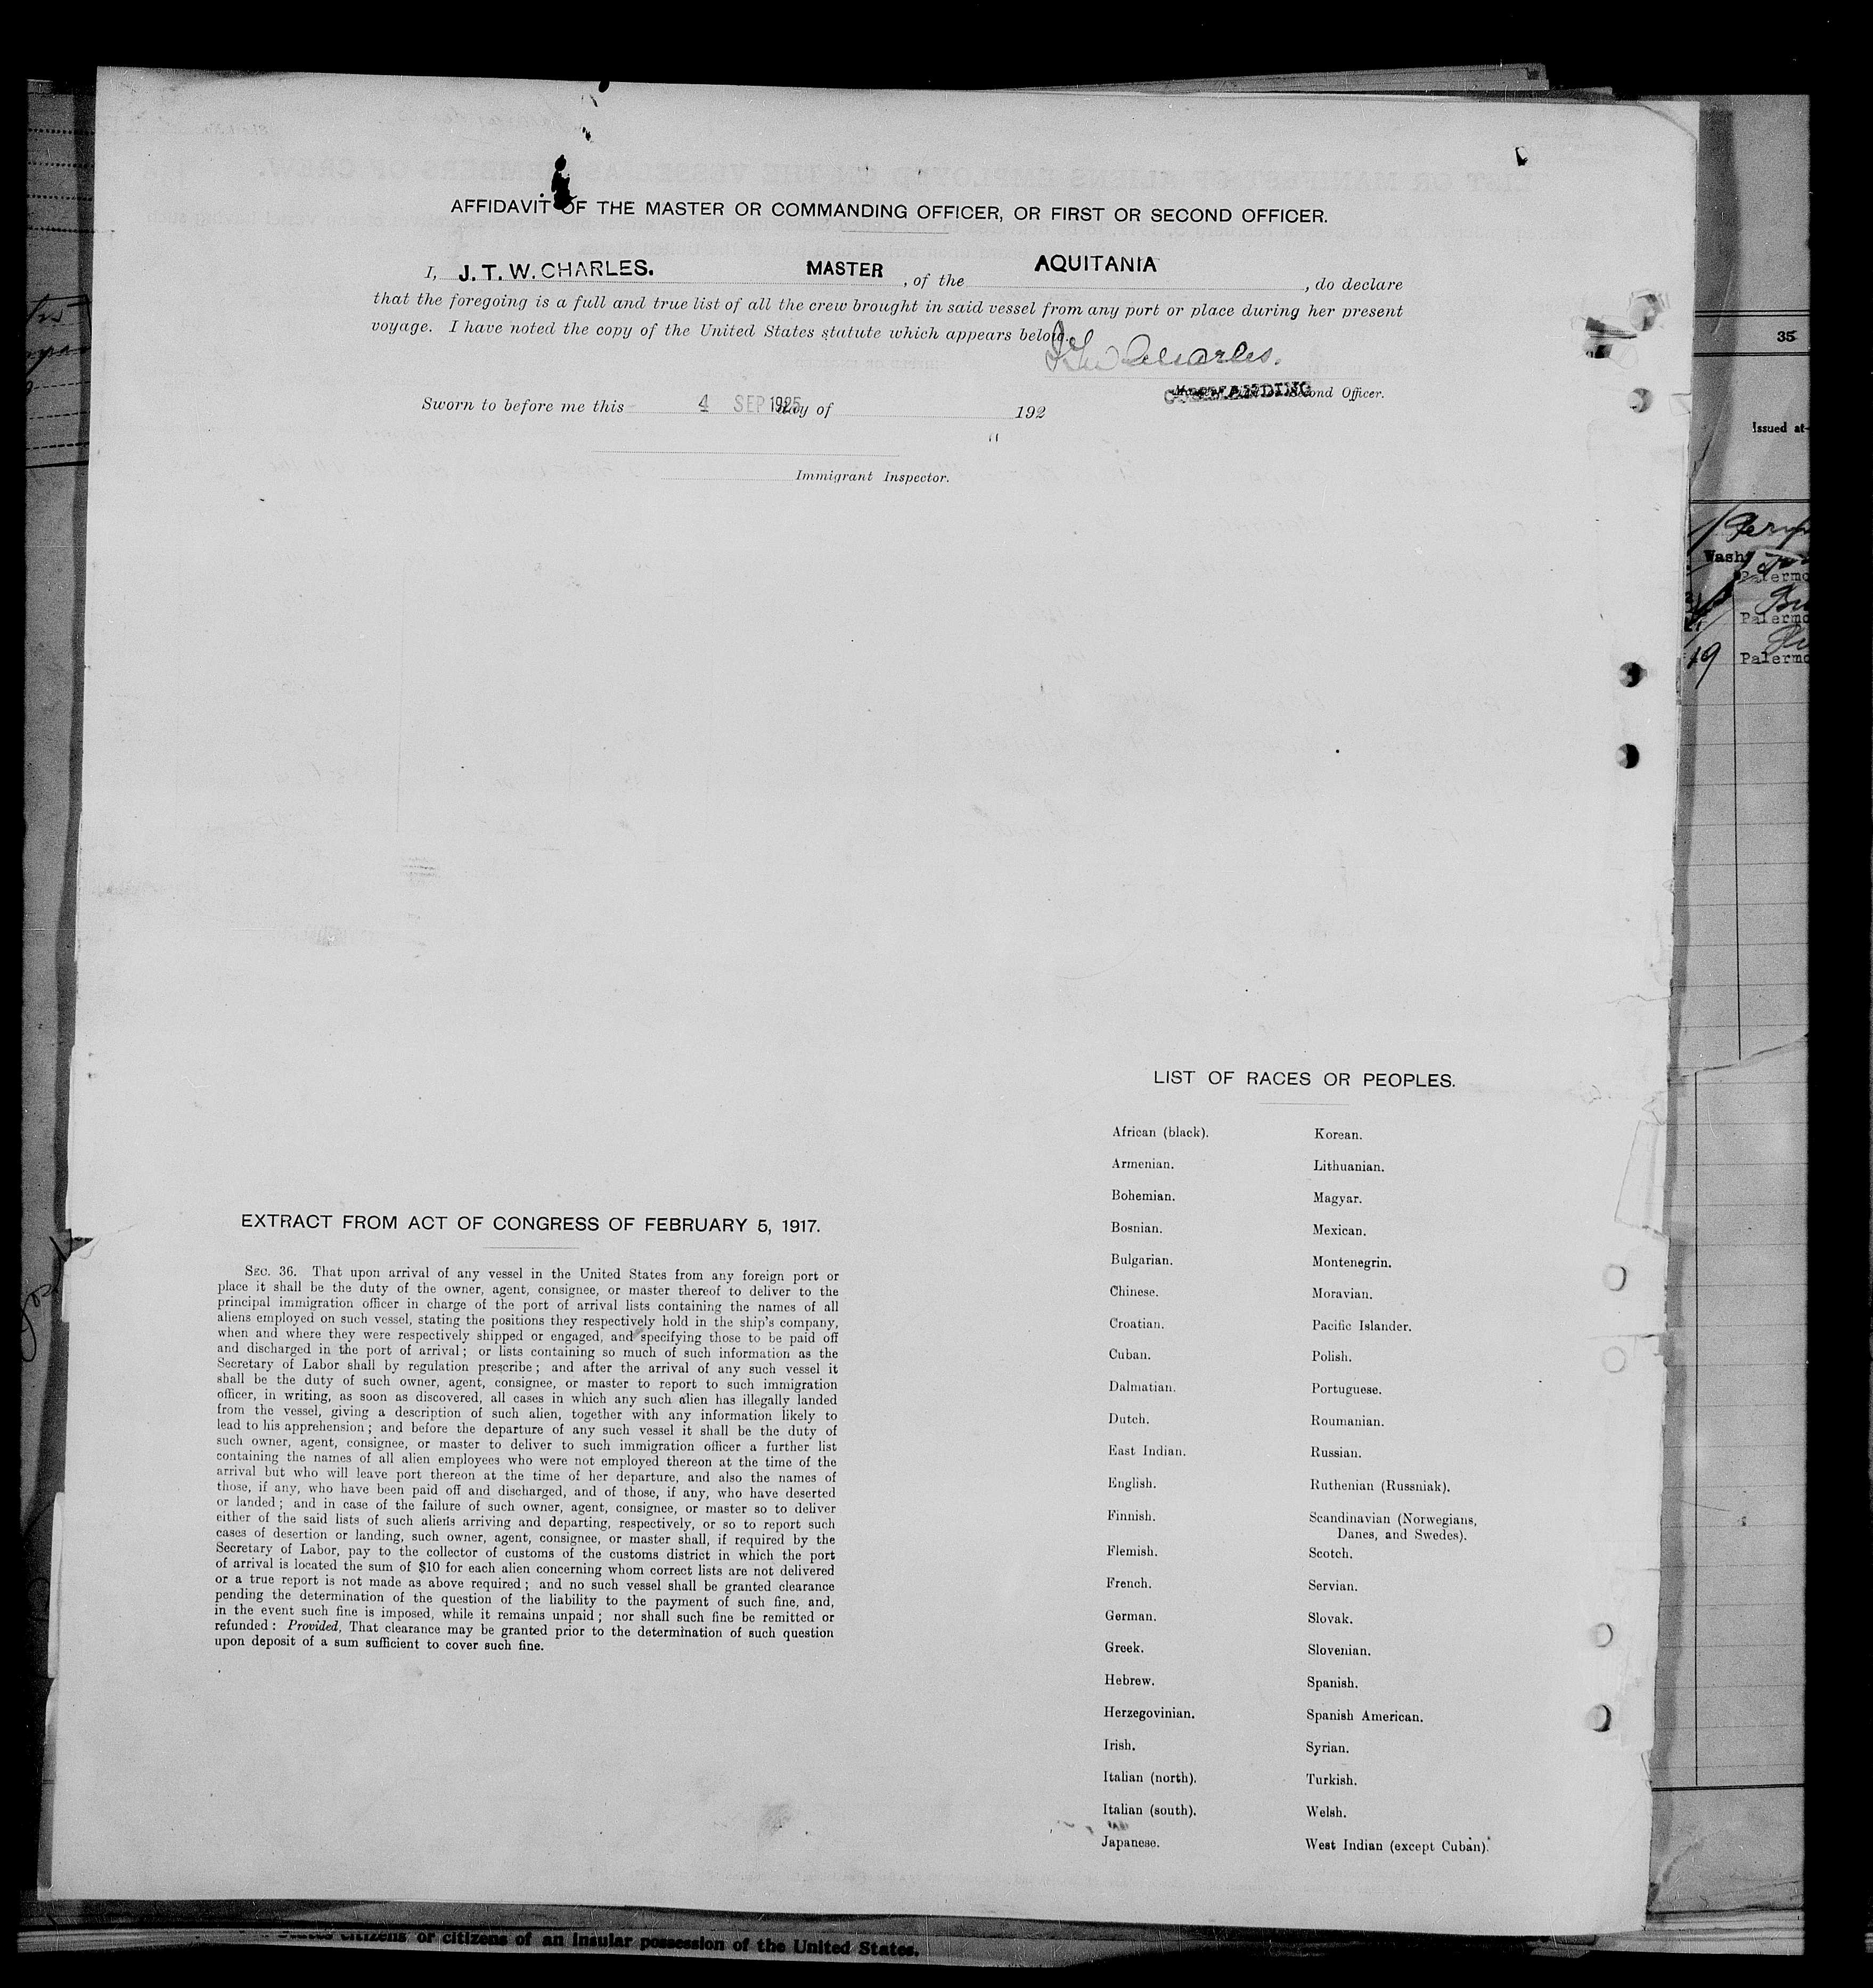 AFFIDAVIT OF THE MASTER OR COMMANDING OFFICER, OR FIRST OR SECOND OFFICER.
I, J. T. W. CHARLES. MASTER, of the AQUITANIA, do declare
that the foregoing is a full and true list of all the crew brought in said vessel from any port or place during her present
voyage. I have noted the copy of the United States statute which appears below.
Charles.
COMMANDING Second Officer.
Sworn to before me this 4 SEP 1925 day of 192
Immigrant Inspector.
35
Issued at
Wash
Palermo
Palermo
19 Palermo
LIST OF RACES OR PEOPLES.
African (black). Korean.
Armenian. Lithuanian.
Bohemian. Magyar.
Bosnian. Mexican.
Bulgarian. Montenegrin.
Chinese. Moravian.
Croatian. Pacific Islander.
Cuban. Polish.
Dalmatian. Portuguese.
Dutch. Roumanian.
East Indian. Russian.
English. Ruthenian (Russniak).
Finnish. Scandinavian (Norwegians,
Danes, and Swedes).
Flemish. Scotch.
French. Servian.
German. Slovak.
Greek. Slovenian.
Hebrew. Spanish.
Herzegovinian. Spanish American.
Irish. Syrian.
Italian (north). Turkish.
Italian (south). Welsh.
Japanese. West Indian (except Cuban).
EXTRACT FROM ACT OF CONGRESS OF FEBRUARY 5, 1917.
SEC. 36. That upon arrival of any vessel in the United States from any foreign port or
place it shall be the duty of the owner, agent, consignee, or master thereof to deliver to the
principal immigration officer in charge of the port of arrival lists containing the names of all
aliens employed on such vessel, stating the positions they respectively hold in the ship's company,
when and where they were respectively shipped or engaged, and specifying those to be paid off
and discharged in the port of arrival; or lists containing so much of such information as the
Secretary of Labor shall by regulation prescribe; and after the arrival of any such vessel it
shall be the duty of such owner, agent, consignee, or master to report to such immigration
officer, in writing, as soon as discovered, all cases in which any such alien has illegally landed
from the vessel, giving a description of such alien, together with any information likely to
lead to his apprehension; and before the departure of any such vessel it shall be the duty of
such owner, agent, consignee, or master to deliver to such immigration officer a further list
containing the names of all alien employees who were not employed thereon at the time of the
arrival but who will leave port thereon at the time of her departure, and also the names of
those, if any, who have been paid off and discharged, and of those, if any, who have deserted
or landed; and in case of the failure of such owner, agent, consignee, or master so to deliver
either of the said lists of such aliens arriving and departing, respectively, or so to report such
cases of desertion or landing, such owner, agent, consignee, or master shall, if required by the
Secretary of Labor, pay to the collector of customs of the customs district in which the port
of arrival is located the sum of $10 for each alien concerning whom correct lists are not delivered
or a true report is not made as above required; and no such vessel shall be granted clearance
pending the determination of the question of the liability to the payment of such fine, and,
in the event such fine is imposed, while it remains unpaid; nor shall such fine be remitted or
refunded: Provided, That clearance may be granted prior to the determination of such question
upon deposit of a sum sufficient to cover such fine.
citizens or citizens of an insular possession of the United States.